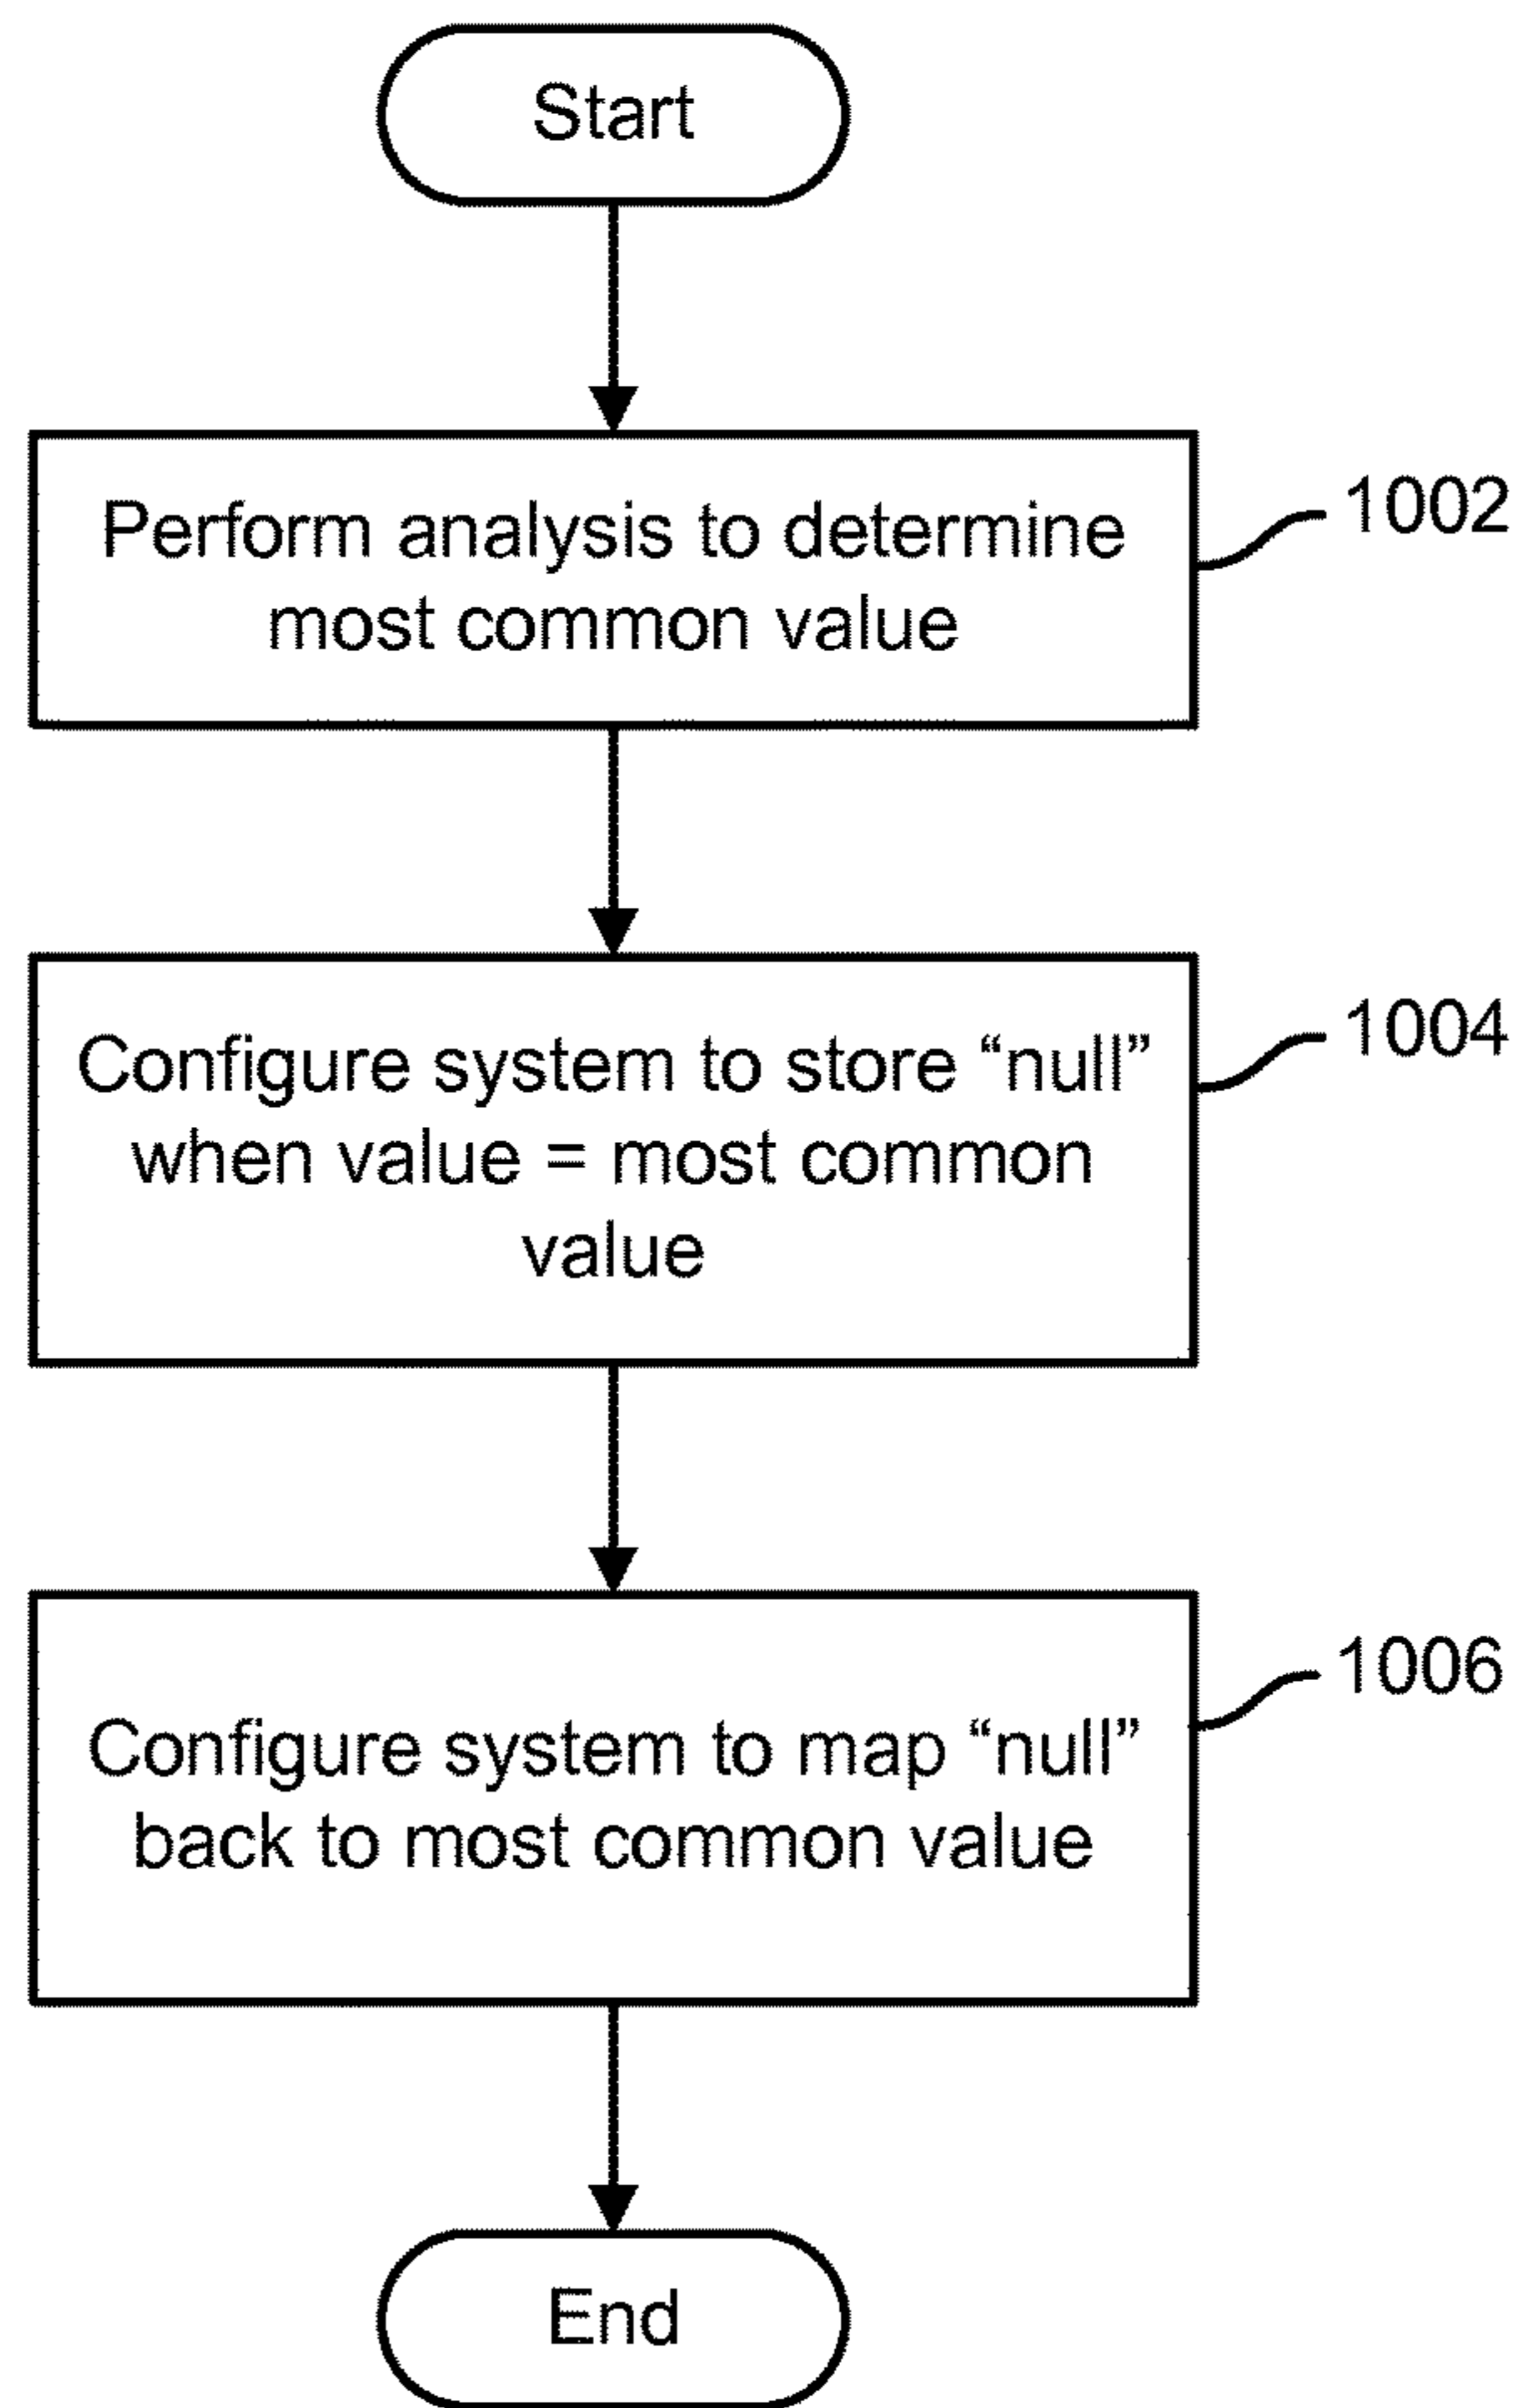 Start
Perform analysis to determine
most common value
1002
Configure system to store “null”
when value = most common
value
1004
Configure system to map “null”
back to most common value
1006
End